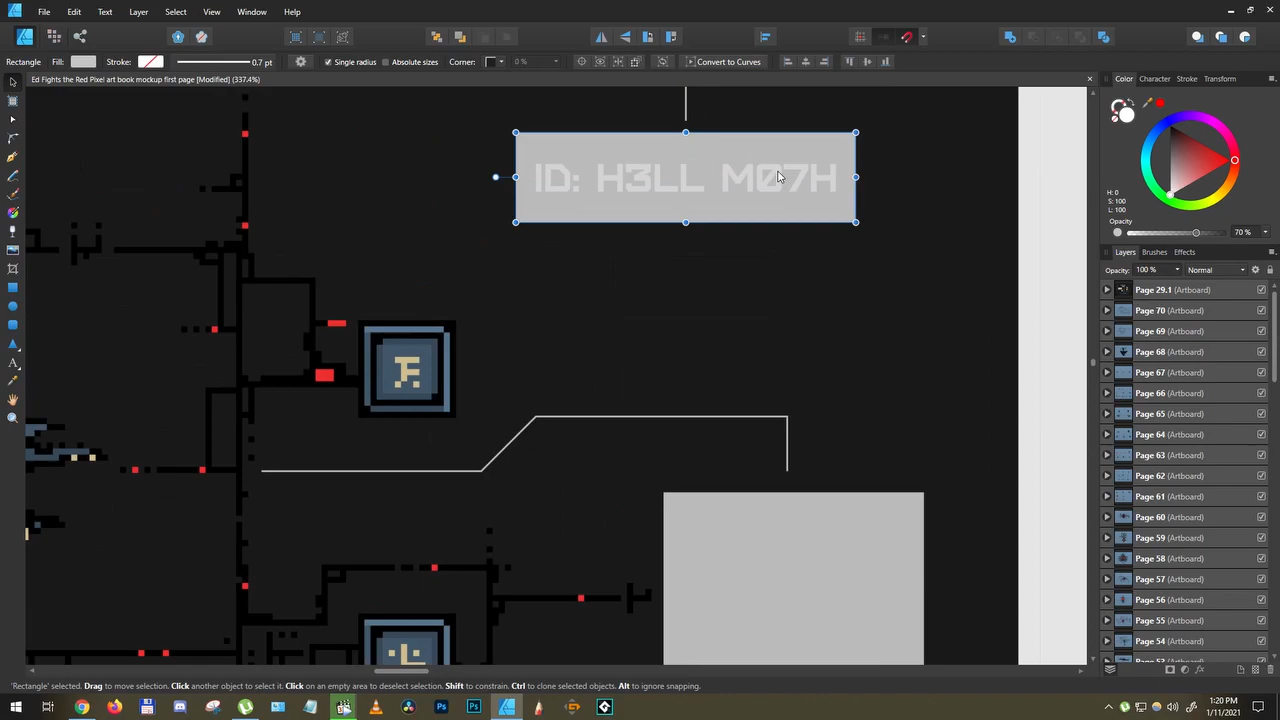 File Edit Text Layer Select View Window Help
Rectangle Fill: Stroke: 0.7 pt Single radius Absolute sizes Corner: 0 % Convert to Curves
Ed Fights the Red Pixel art book mockup first page [Modified] (337.4%)
Color Character Stroke Transform
H: 0
S: 100
L: 100
Opacity
70 %
Layers Brushes Effects
Opacity: 100 % Normal
Page 29.1 (Artboard)
Page 70 (Artboard)
Page 69 (Artboard)
Page 68 (Artboard)
Page 67 (Artboard)
Page 66 (Artboard)
Page 65 (Artboard)
Page 64 (Artboard)
Page 63 (Artboard)
Page 62 (Artboard)
Page 61 (Artboard)
Page 60 (Artboard)
Page 59 (Artboard)
Page 58 (Artboard)
Page 57 (Artboard)
Page 56 (Artboard)
Page 55 (Artboard)
Page 54 (Artboard)
ID: H3LL M07H
'Rectangle' selected. Drag to move selection. Click another object to select it. Click on an empty area to deselect selection. Shift to constrain. Ctrl to clone selected objects. Alt to ignore snapping.
1:20 PM
1/11/2021